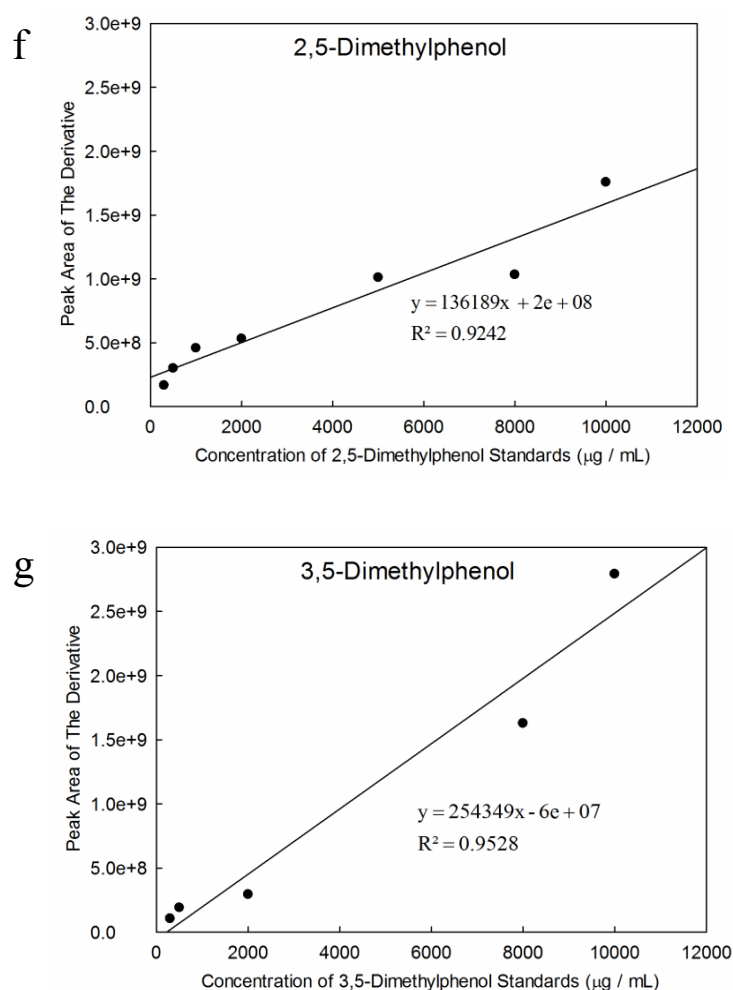 f
2,5-Dimethylphenol
3.0e+9
2.5e+9
2.0e+9
1.5e+9
1.0e+9
5.0e+8
0.0
Peak Area of The Derivative
y = 136189x + 2e + 08
R² = 0.9242
0 2000 4000 6000 8000 10000 12000
Concentration of 2,5-Dimethylphenol Standards (μg / mL)
g
3,5-Dimethylphenol
3.0e+9
2.5e+9
2.0e+9
1.5e+9
1.0e+9
5.0e+8
0.0
Peak Area of The Derivative
y = 254349x - 6e + 07
R² = 0.9528
0 2000 4000 6000 8000 10000 12000
Concentration of 3,5-Dimethylphenol Standards (μg / mL)